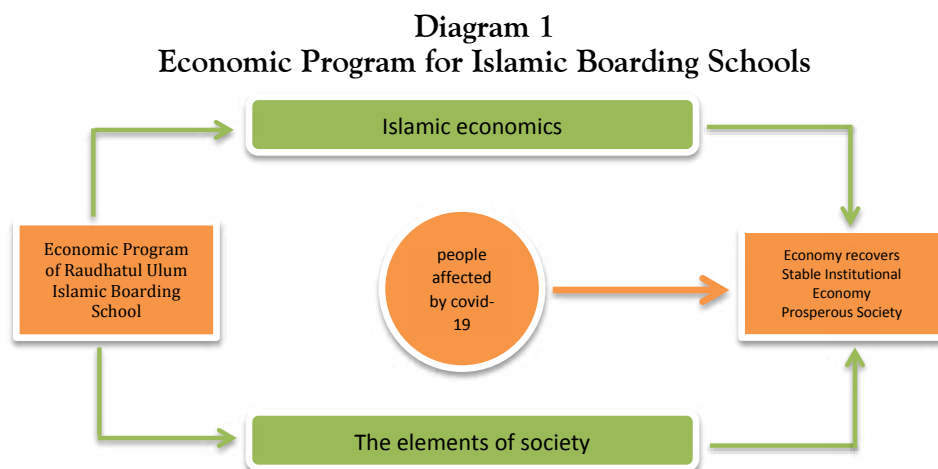 Diagram 1
Economic Program for Islamic Boarding Schools
Islamic economics
Economic Program
of Raudhatul Ulum
Islamic Boarding
School
people
affected
by covid-
19
Economy recovers
Stable Institutional
Economy
Prosperous Society
The elements of society